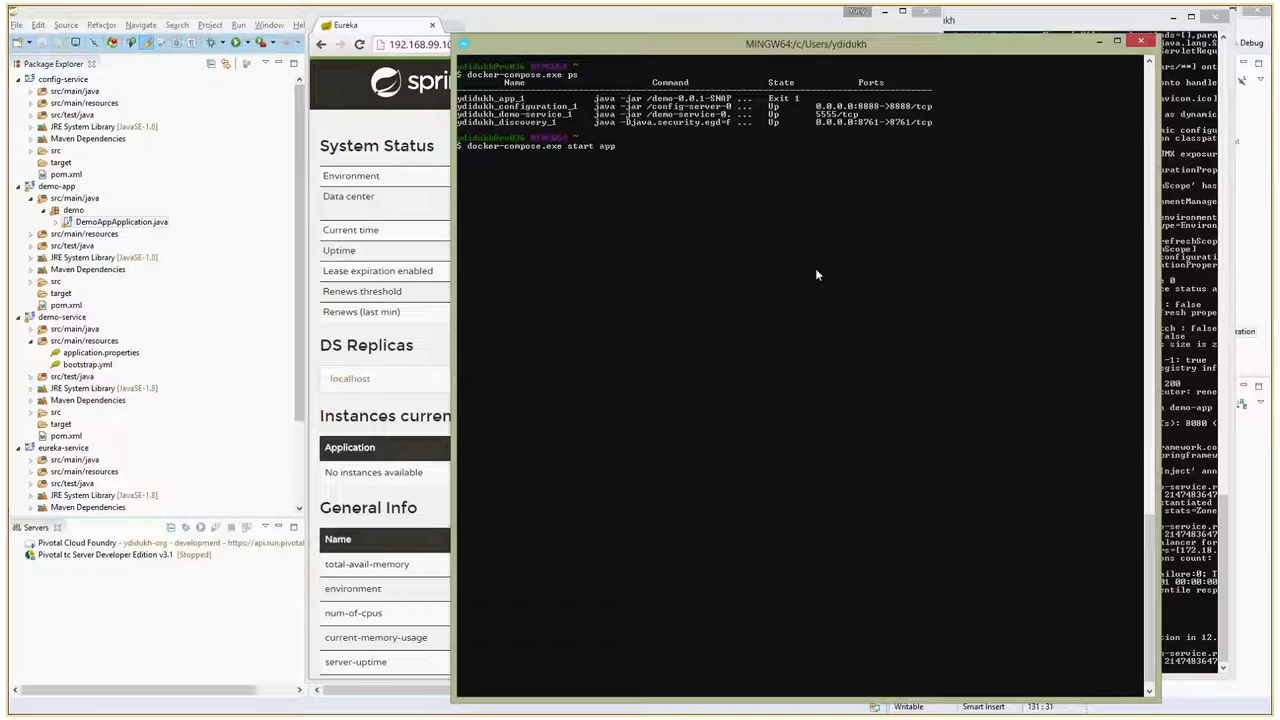 Yury
File Edit Source Refactor Navigate Search Project Run Window Hel
Eureka
192.168.99.10
MINGW64:/c/Users/ydidukh
Debug
Package Explorer
config-service
src/main/java
src/main/resources
src/test/java
JRE System Library [JavaSE-1.8]
Maven Dependencies
src
target
pom.xml
demo-app
src/main/java
demo
DemoAppApplication.java
src/main/resources
src/test/java
JRE System Library [JavaSE-1.8]
Maven Dependencies
src
target
pom.xml
demo-service
src/main/java
src/main/resources
application.properties
bootstrap.yml
src/test/java
JRE System Library [JavaSE-1.8]
Maven Dependencies
src
target
pom.xml
eureka-service
src/main/java
src/main/resources
src/test/java
JRE System Library [JavaSE-1.8]
Maven Dependencies
Servers
Pivotal Cloud Foundry - ydidukh-org - development - https://api.run.pivotal
Pivotal tc Server Developer Edition v3.1 [Stopped]
spri
System Status
Environment
Data center
Current time
Uptime
Lease expiration enabled
Renews threshold
Renews (last min)
DS Replicas
localhost
Instances curren
Application
No instances available
General Info
Name
total-avail-memory
environment
num-of-cpus
current-memory-usage
server-uptime
ydidukh@rv036 MINGW64 ~
$ docker-compose.exe ps
Name Command State Ports
ydidukh_app_1 java -jar /demo-0.0.1-SNAP ... Exit 1
ydidukh_configuration_1 java -jar /config-server-0 ... Up 0.0.0.0:8888->8888/tcp
ydidukh_demo-service_1 java -jar /demo-service-0. ... Up 5555/tcp
ydidukh_discovery_1 java -Djava.security.egd=f ... Up 0.0.0.0:8761->8761/tcp
ydidukh@rv036 MINGW64 ~
$ docker-compose.exe start app
Writable Smart Insert 131 : 31